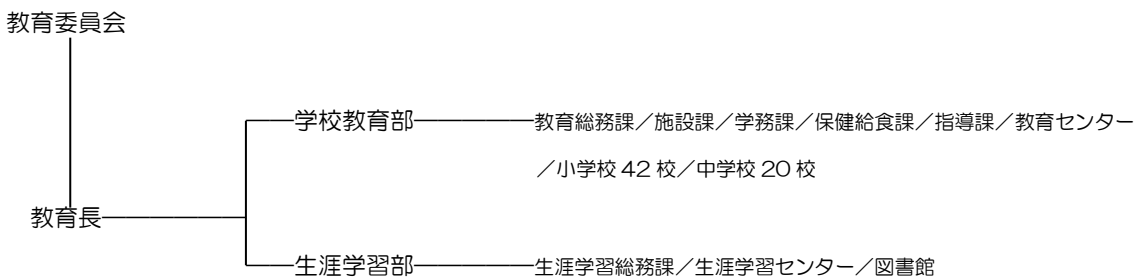 教育委員会
学校教育部
教育総務課／施設課／学務課／保健給食課／指導課／教育センター
／小学校 42 校／中学校 20 校
教育長
生涯学習部
生涯学習総務課／生涯学習センター／図書館